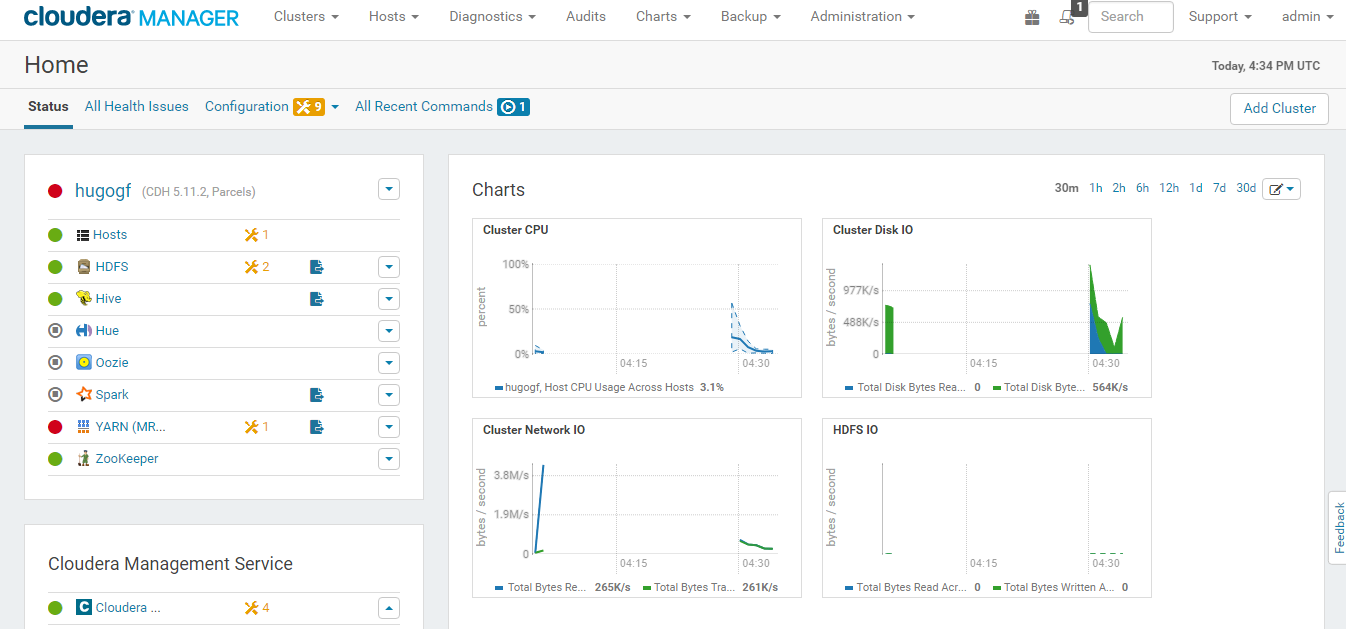 cloudera MANAGER Clusters Hosts Diagnostics Audits Charts Backup Administration 1 Search Support admin
Home
Today, 4:34 PM UTC
Status All Health Issues Configuration 9 All Recent Commands 1
Add Cluster
hugogf (CDH 5.11.2, Parcels)
Hosts 1
HDFS 2
Hive
Hue
Oozie
Spark
YARN (MR... 1
ZooKeeper
Cloudera Management Service
C Cloudera ... 4
Charts
30m 1h 2h 6h 12h 1d 7d 30d
Cluster CPU
percent
100%
50%
0%
04:15 04:30
hugogf, Host CPU Usage Across Hosts 3.1%
Cluster Disk IO
bytes / second
977K/s
488K/s
0
04:15 04:30
Total Disk Bytes Rea... 0 Total Disk Byte... 564K/s
Cluster Network IO
bytes / second
3.8M/s
1.9M/s
0
04:15 04:30
Total Bytes Re... 265K/s Total Bytes Tra... 261K/s
HDFS IO
bytes / second
04:15 04:30
Total Bytes Read Acr... 0 Total Bytes Written A... 0
Feedback